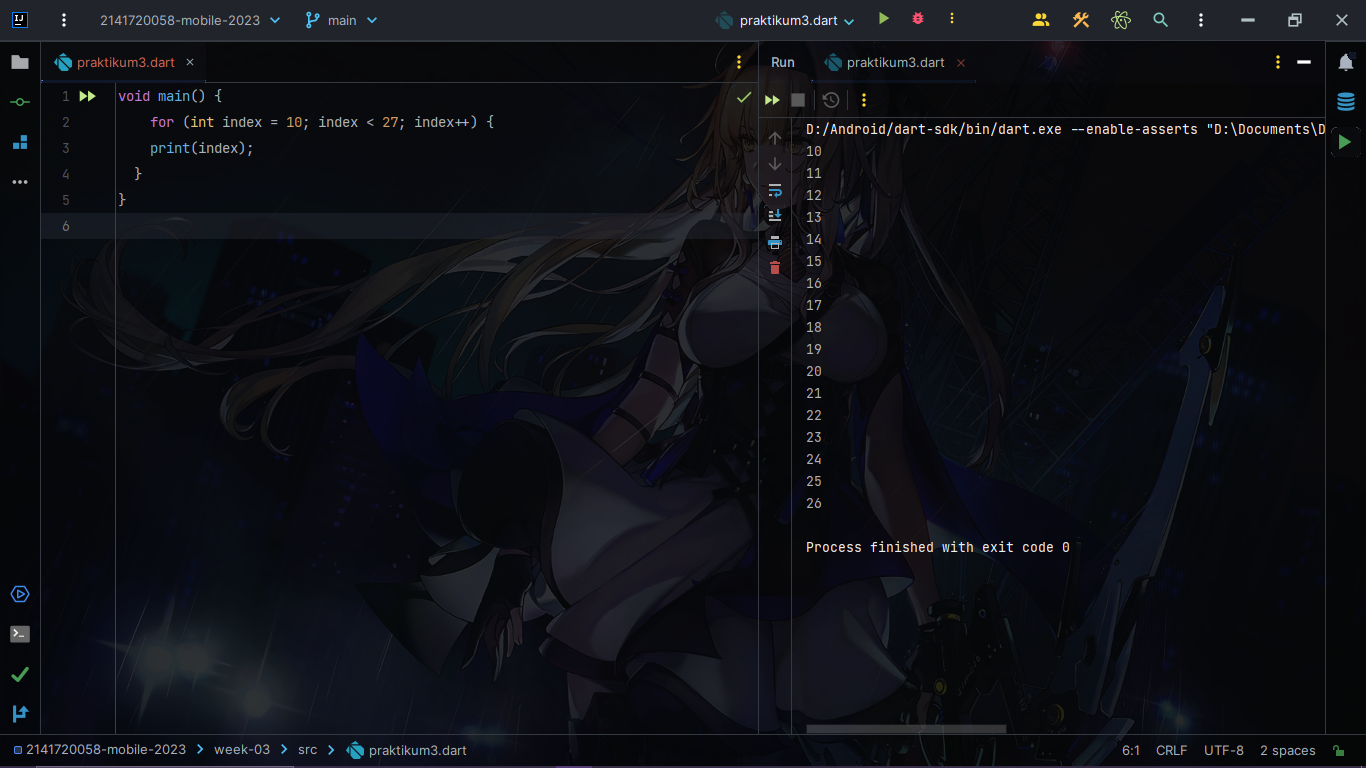 2141720058-mobile-2023 main praktikum3.dart
praktikum3.dart
1 void main() {
2 for (int index = 10; index < 27; index++) {
3 print(index);
4 }
5 }
6
Run praktikum3.dart
D:/Android/dart-sdk/bin/dart.exe --enable-asserts "D:\Documents\D
10
11
12
13
14
15
16
17
18
19
20
21
22
23
24
25
26
Process finished with exit code 0
2141720058-mobile-2023 week-03 src praktikum3.dart 6:1 CRLF UTF-8 2 spaces